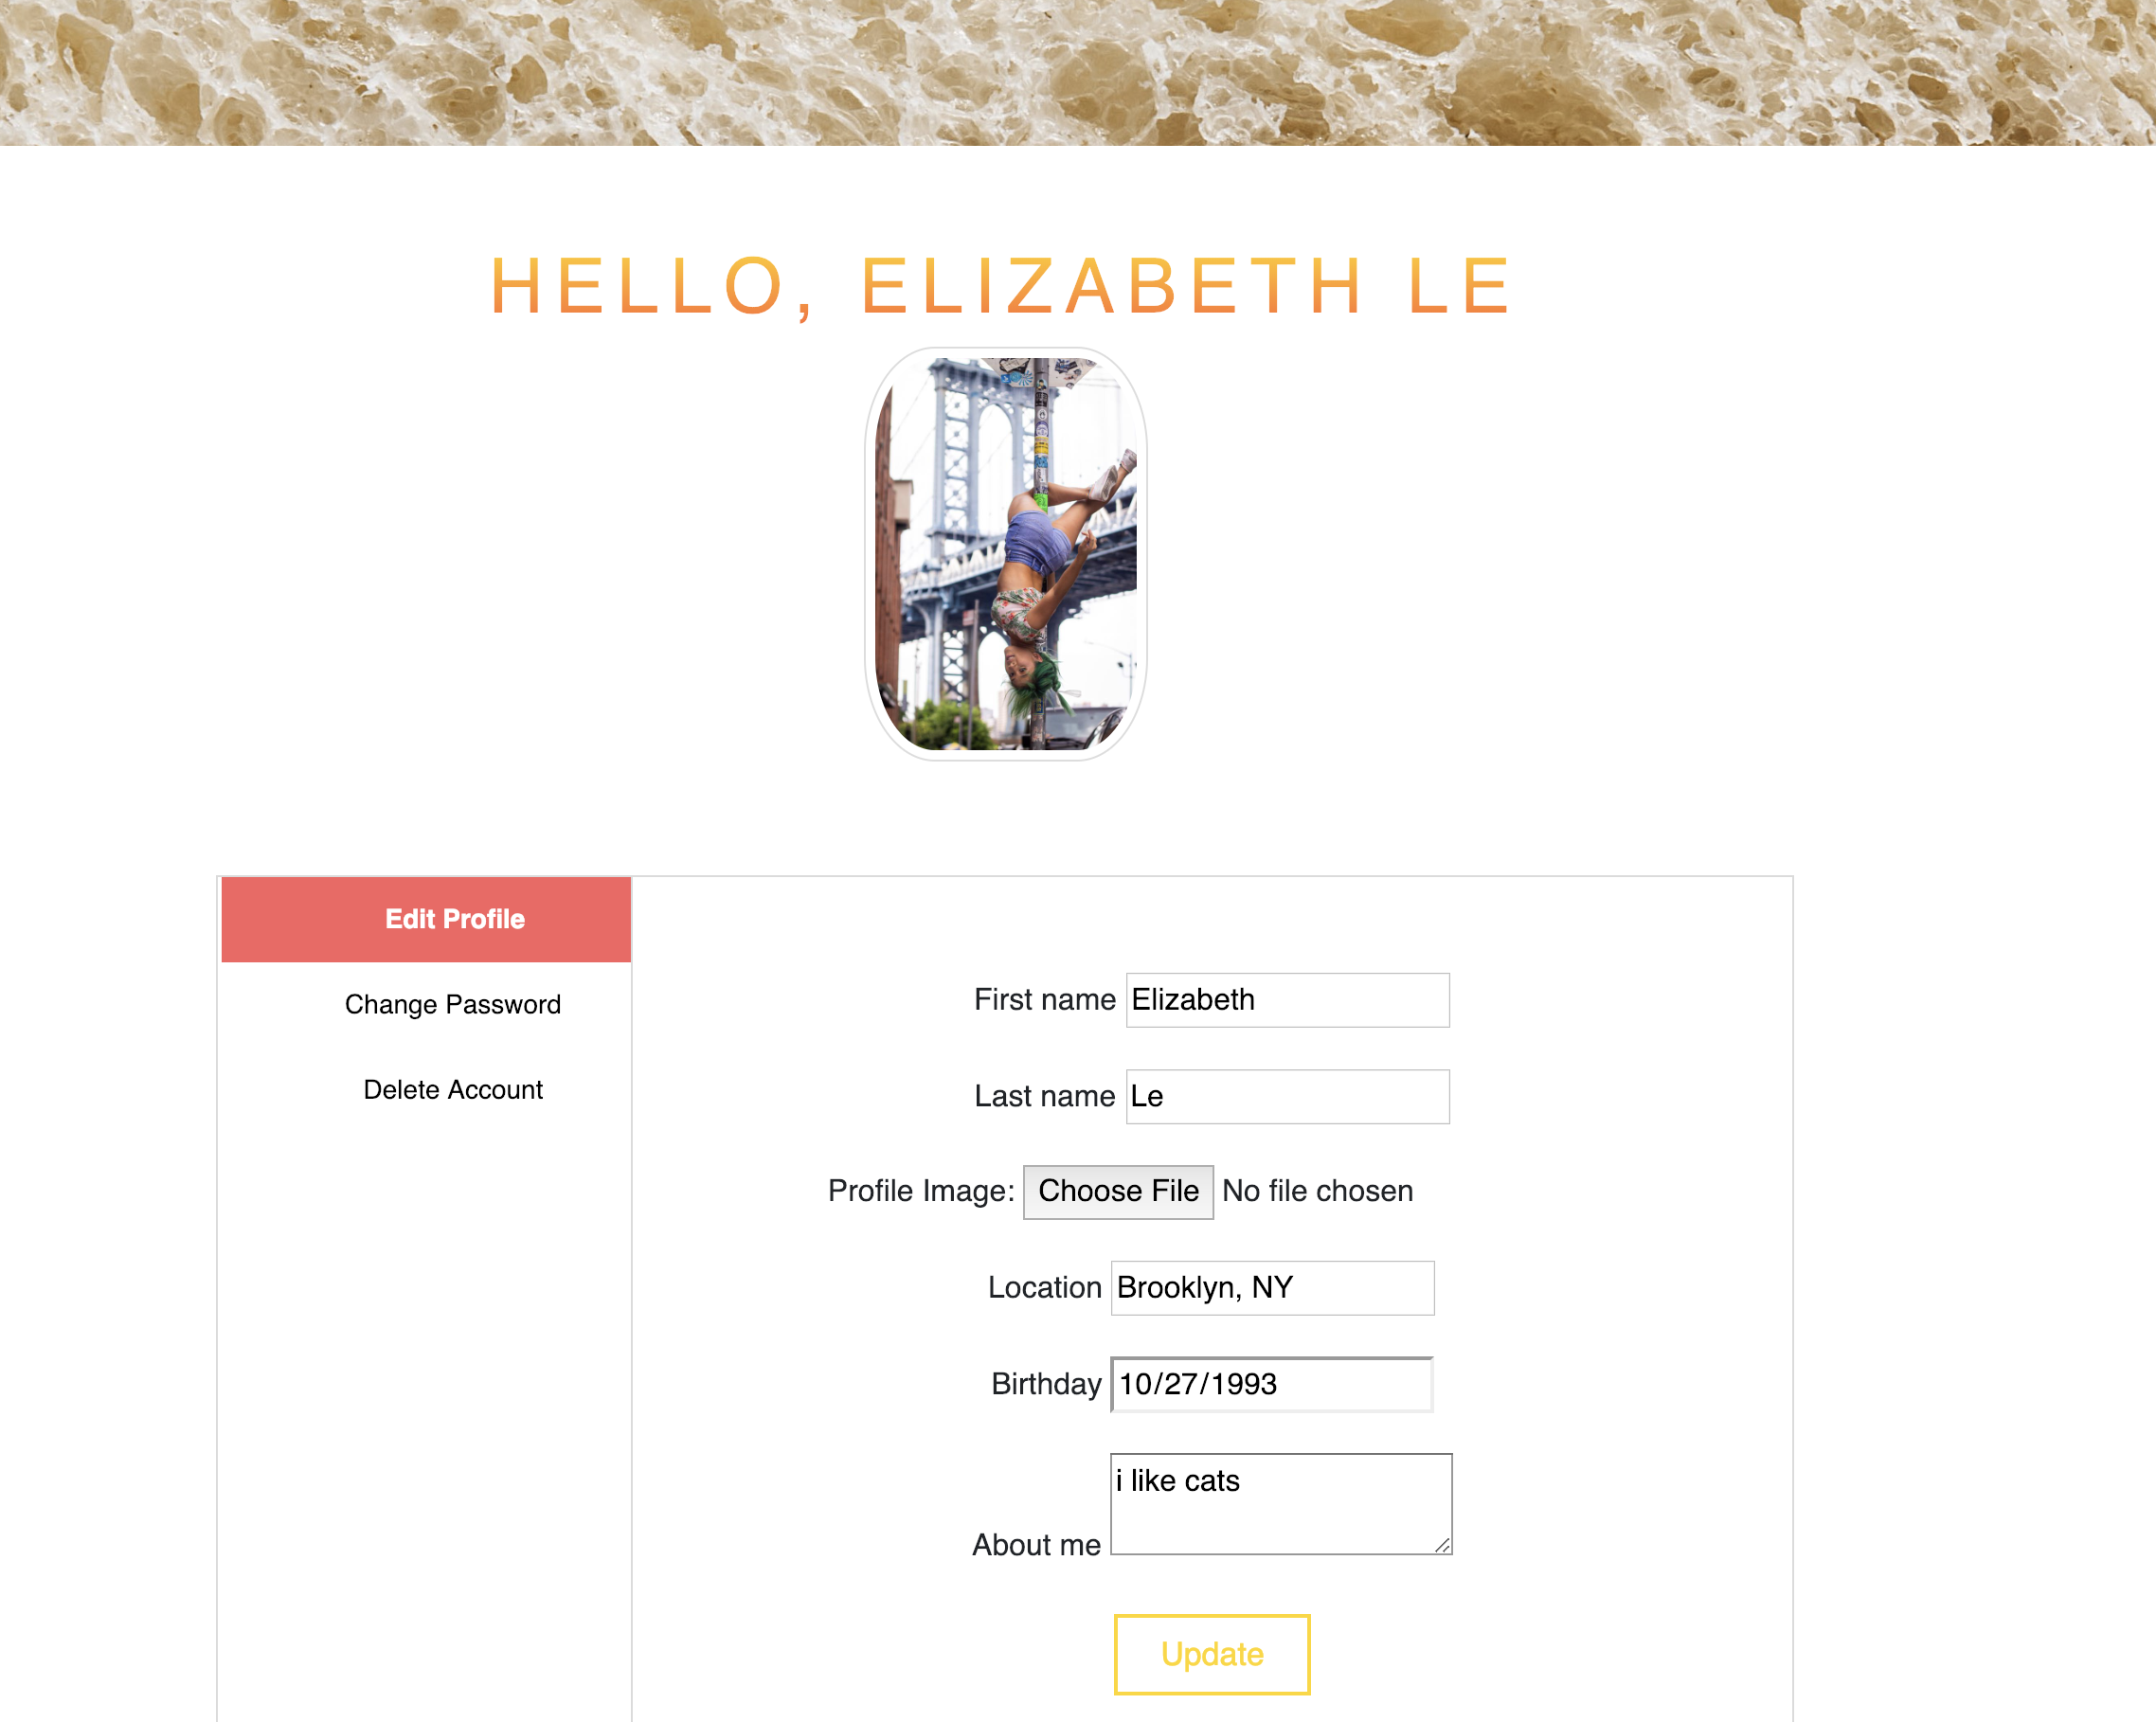 HELLO, ELIZABETH LE
Edit Profile
Change Password
Delete Account
First name Elizabeth
Last name Le
Profile Image: Choose File No file chosen
Location Brooklyn, NY
Birthday 10/27/1993
i like cats
About me
Update